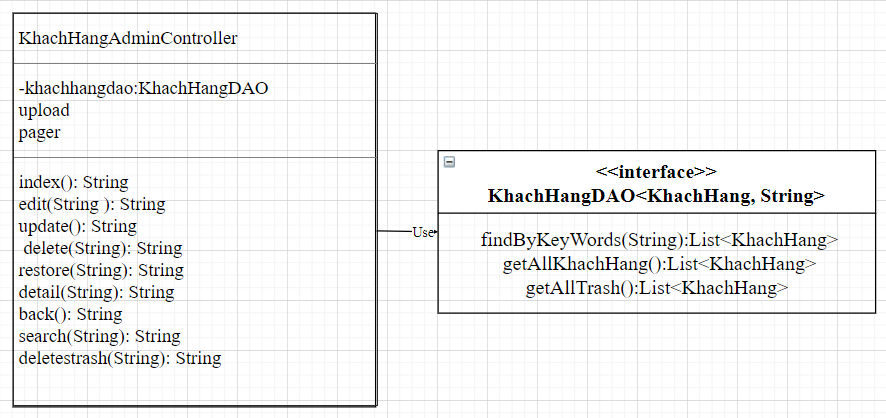 KhachHangAdminController
-khachhangdao:KhachHangDAO
upload
pager
index(): String
edit(String ): String
update(): String
delete(String): String
restore(String): String
detail(String): String
back(): String
search(String): String
deletestrash(String): String
Use
<<interface>>
KhachHangDAO<KhachHang, String>
findByKeyWords(String):List<KhachHang>
getAllKhachHang():List<KhachHang>
getAllTrash():List<KhachHang>